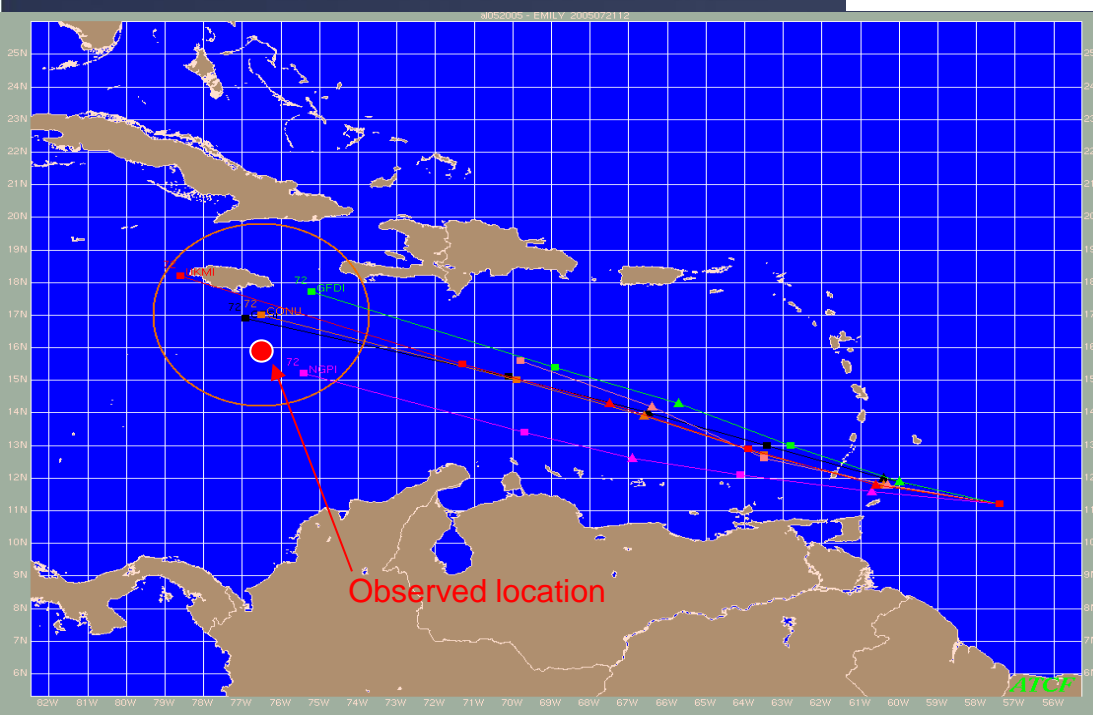 al052005 - EMILY 2005072112
25N
24N
23N
22N
21N
20N
19N
18N
17N
16N
15N
14N
13N
12N
11N
10N
9N
8N
7N
6N
UKMI
72 GFDI
72 72 CONU
72 NGPI
Observed location
ATCF
82W 81W 80W 79W 78W 77W 76W 75W 74W 73W 72W 71W 70W 69W 68W 67W 66W 65W 64W 63W 62W 61W 60W 59W 58W 57W 56W